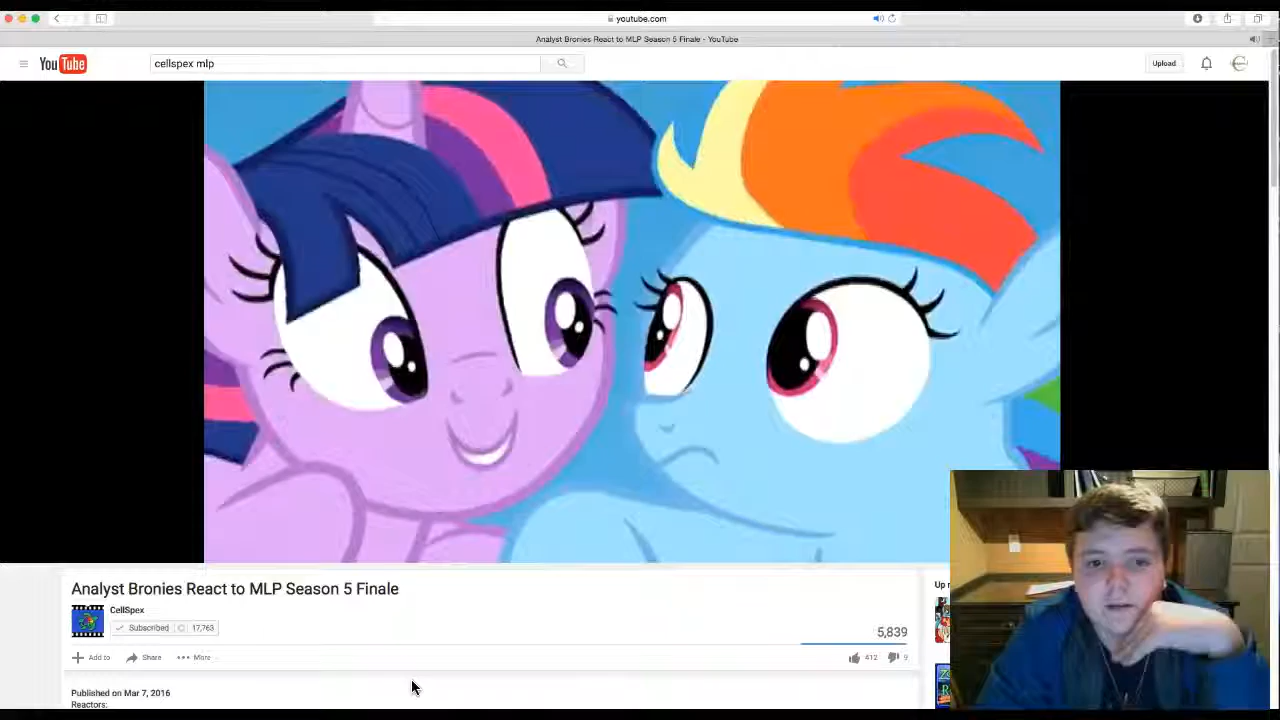 youtube.com
Analyst Bronies React to MLP Season 5 Finale - YouTube
YouTube
cellspex mlp
Upload
Analyst Bronies React to MLP Season 5 Finale
CellSpex
Subscribed 17,763
5,839
Add to Share More
412 9
Published on Mar 7, 2016
Reactors:
Up n